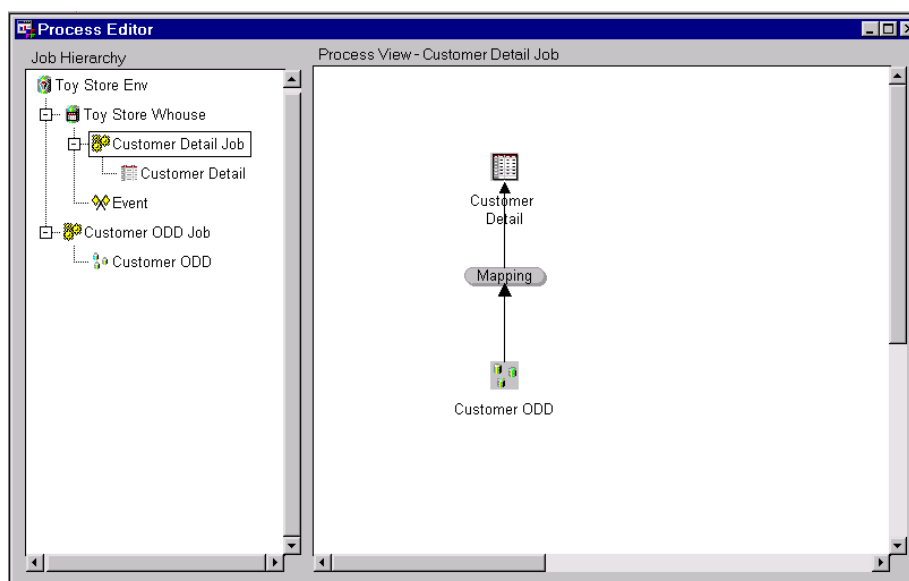 Process Editor
Job Hierarchy
Toy Store Env
Toy Store Whouse
Customer Detail Job
Customer Detail
Event
Customer ODD Job
Customer ODD
Process View - Customer Detail Job
Customer
Detail
Mapping
Customer ODD